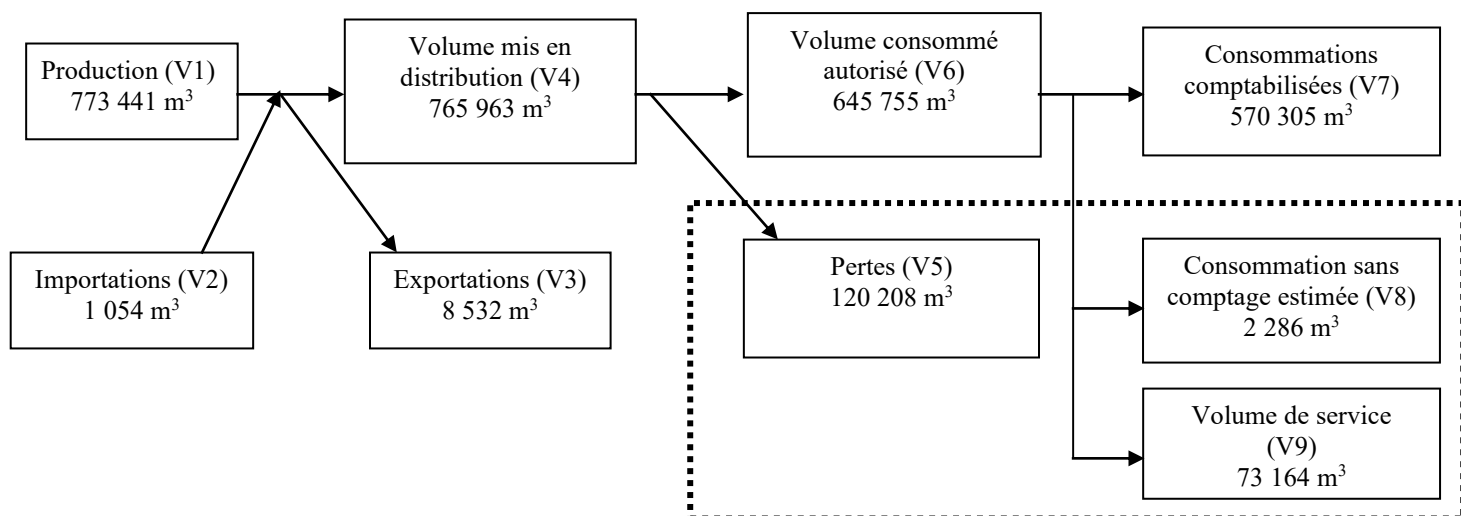 Production (V1)
773 441 m³
Volume mis en
distribution (V4)
765 963 m³
Volume consommé
autorisé (V6)
645 755 m³
Consommations
comptabilisées (V7)
570 305 m³
Importations (V2)
1 054 m³
Exportations (V3)
8 532 m³
Pertes (V5)
120 208 m³
Consommation sans
comptage estimée (V8)
2 286 m³
Volume de service
(V9)
73 164 m³